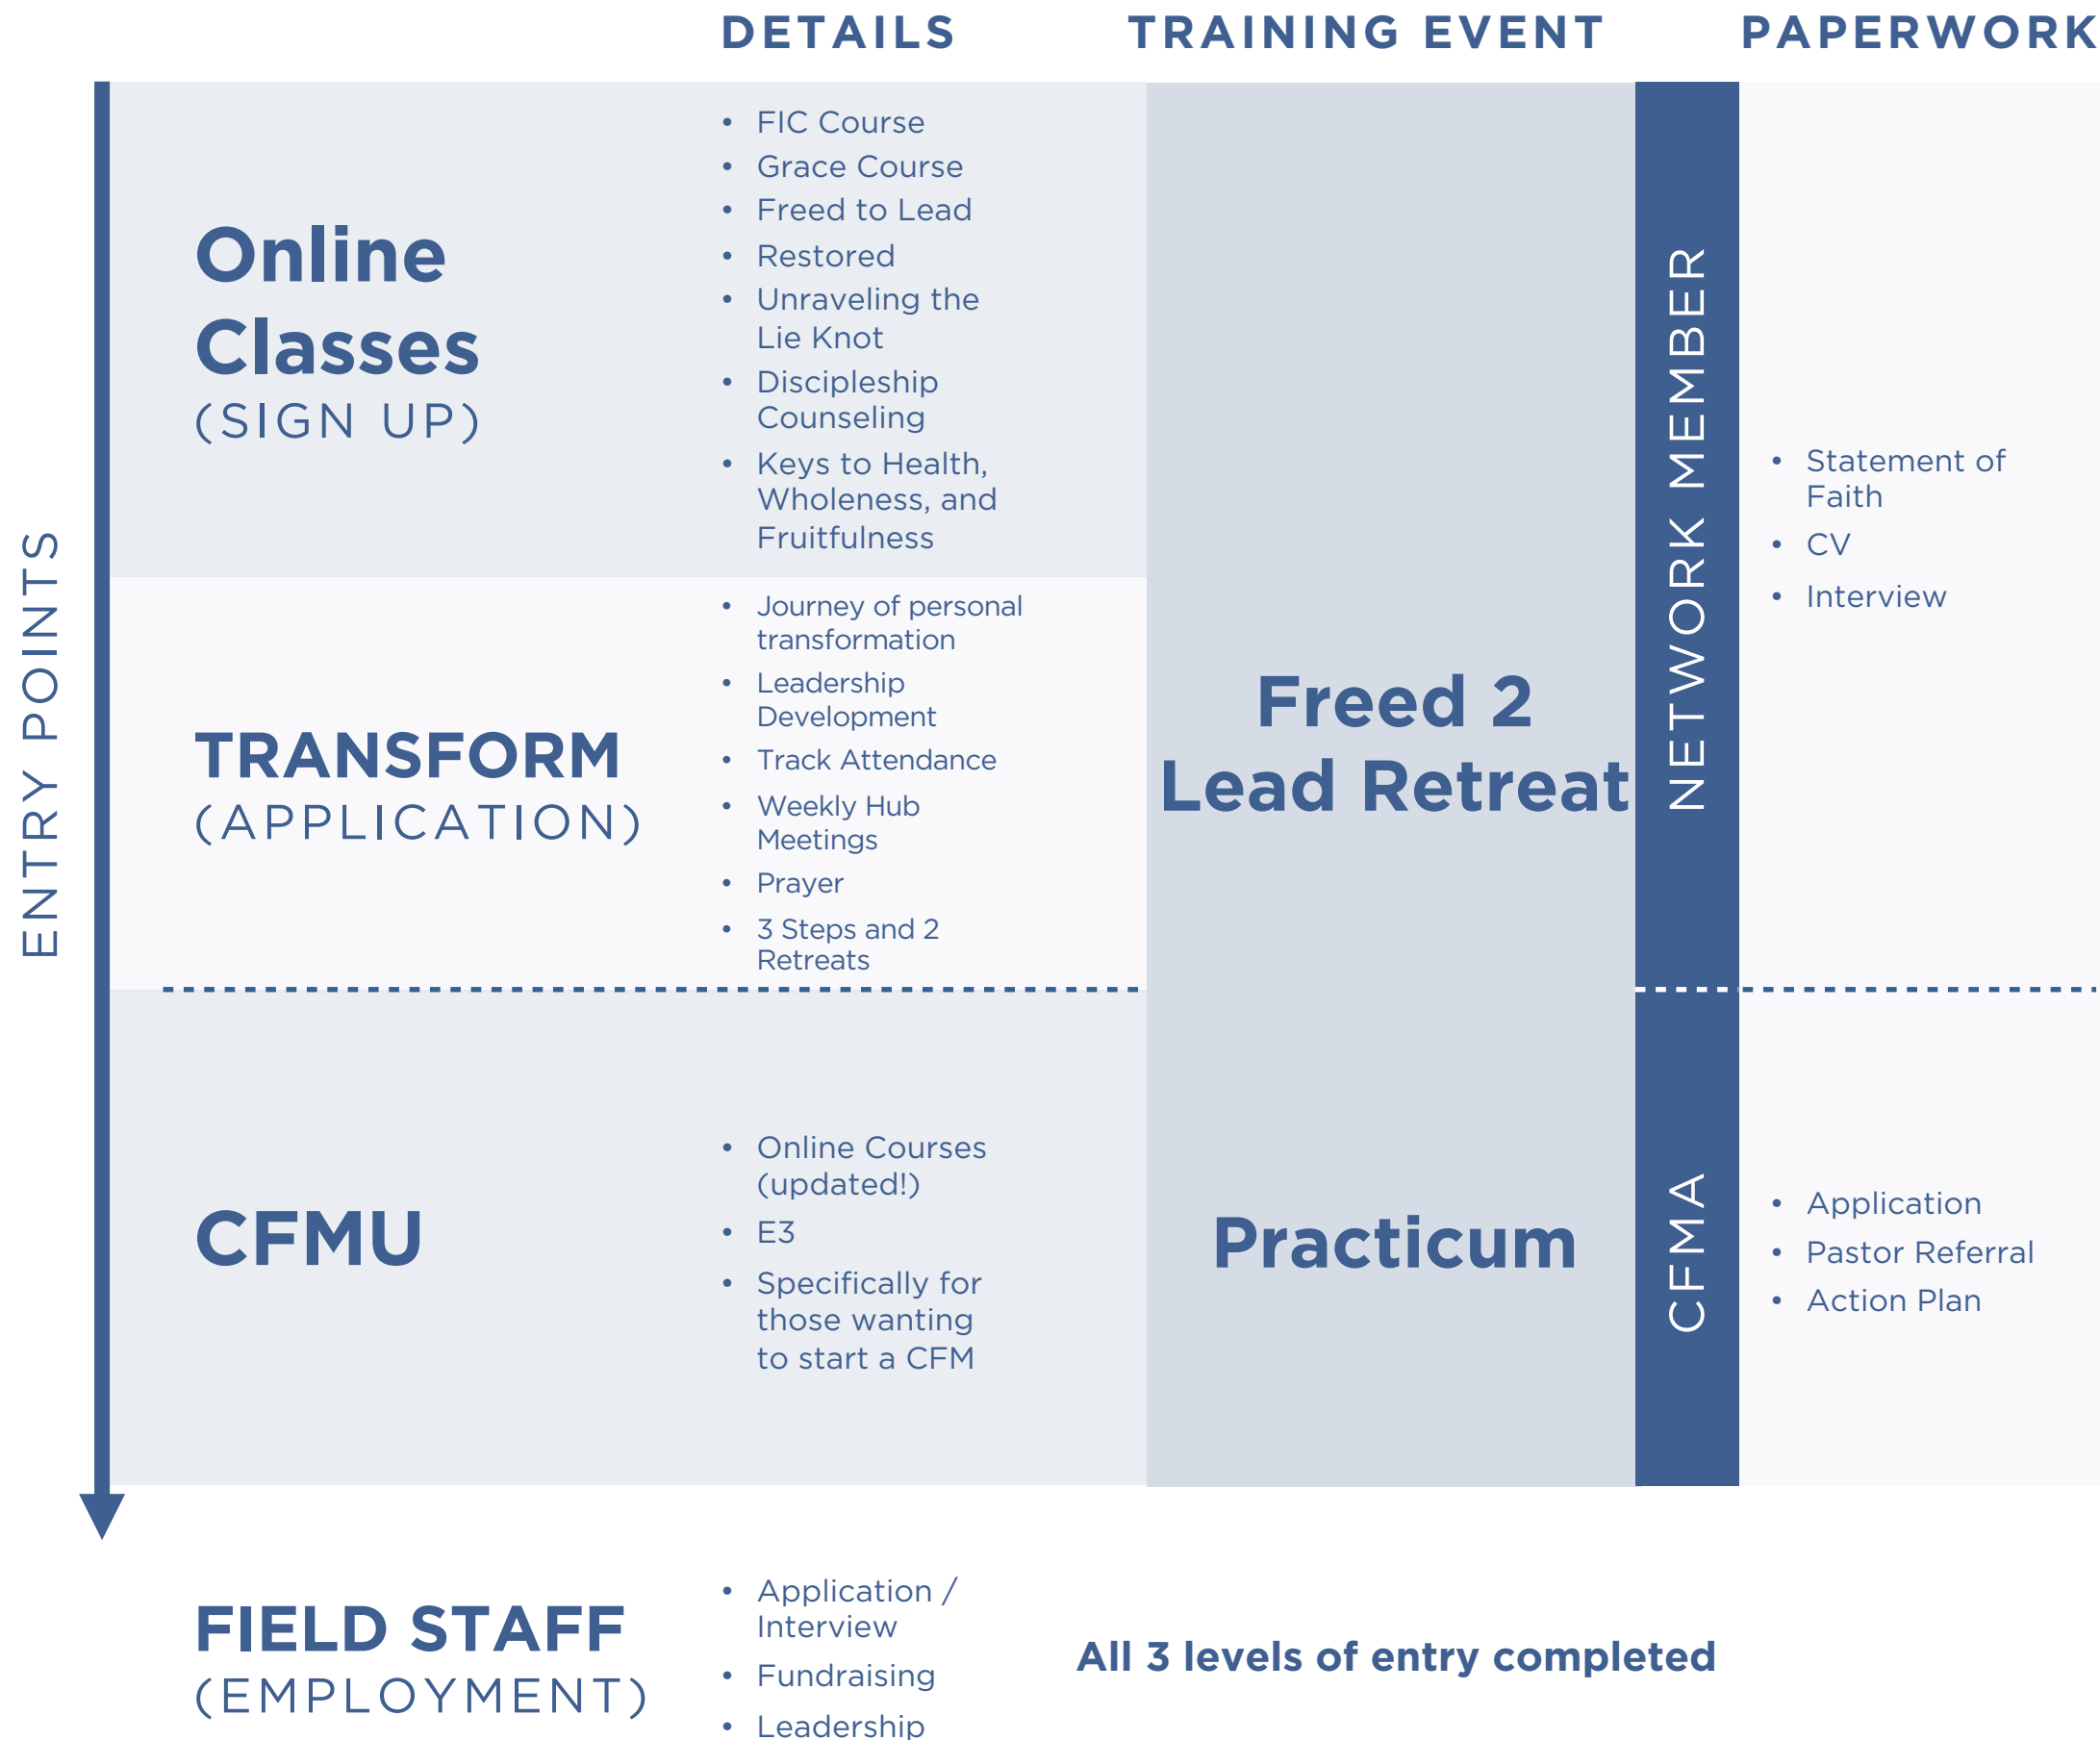 DETAILS
TRAINING EVENT
PAPERWORK
ENTRY POINTS
Online
Classes
(SIGN UP)
• FIC Course
• Grace Course
• Freed to Lead
• Restored
• Unraveling the
Lie Knot
• Discipleship
Counseling
• Keys to Health,
Wholeness, and
Fruitfulness
TRANSFORM
(APPLICATION)
• Journey of personal
transformation
• Leadership
Development
• Track Attendance
• Weekly Hub
Meetings
• Prayer
• 3 Steps and 2
Retreats
Freed 2
Lead Retreat
NETWORK MEMBER
• Statement of
Faith
• CV
• Interview
CFMU
• Online Courses
(updated!)
• E3
• Specifically for
those wanting
to start a CFM
Practicum
CFMA
• Application
• Pastor Referral
• Action Plan
FIELD STAFF
(EMPLOYMENT)
• Application /
Interview
• Fundraising
• Leadership
All 3 levels of entry completed